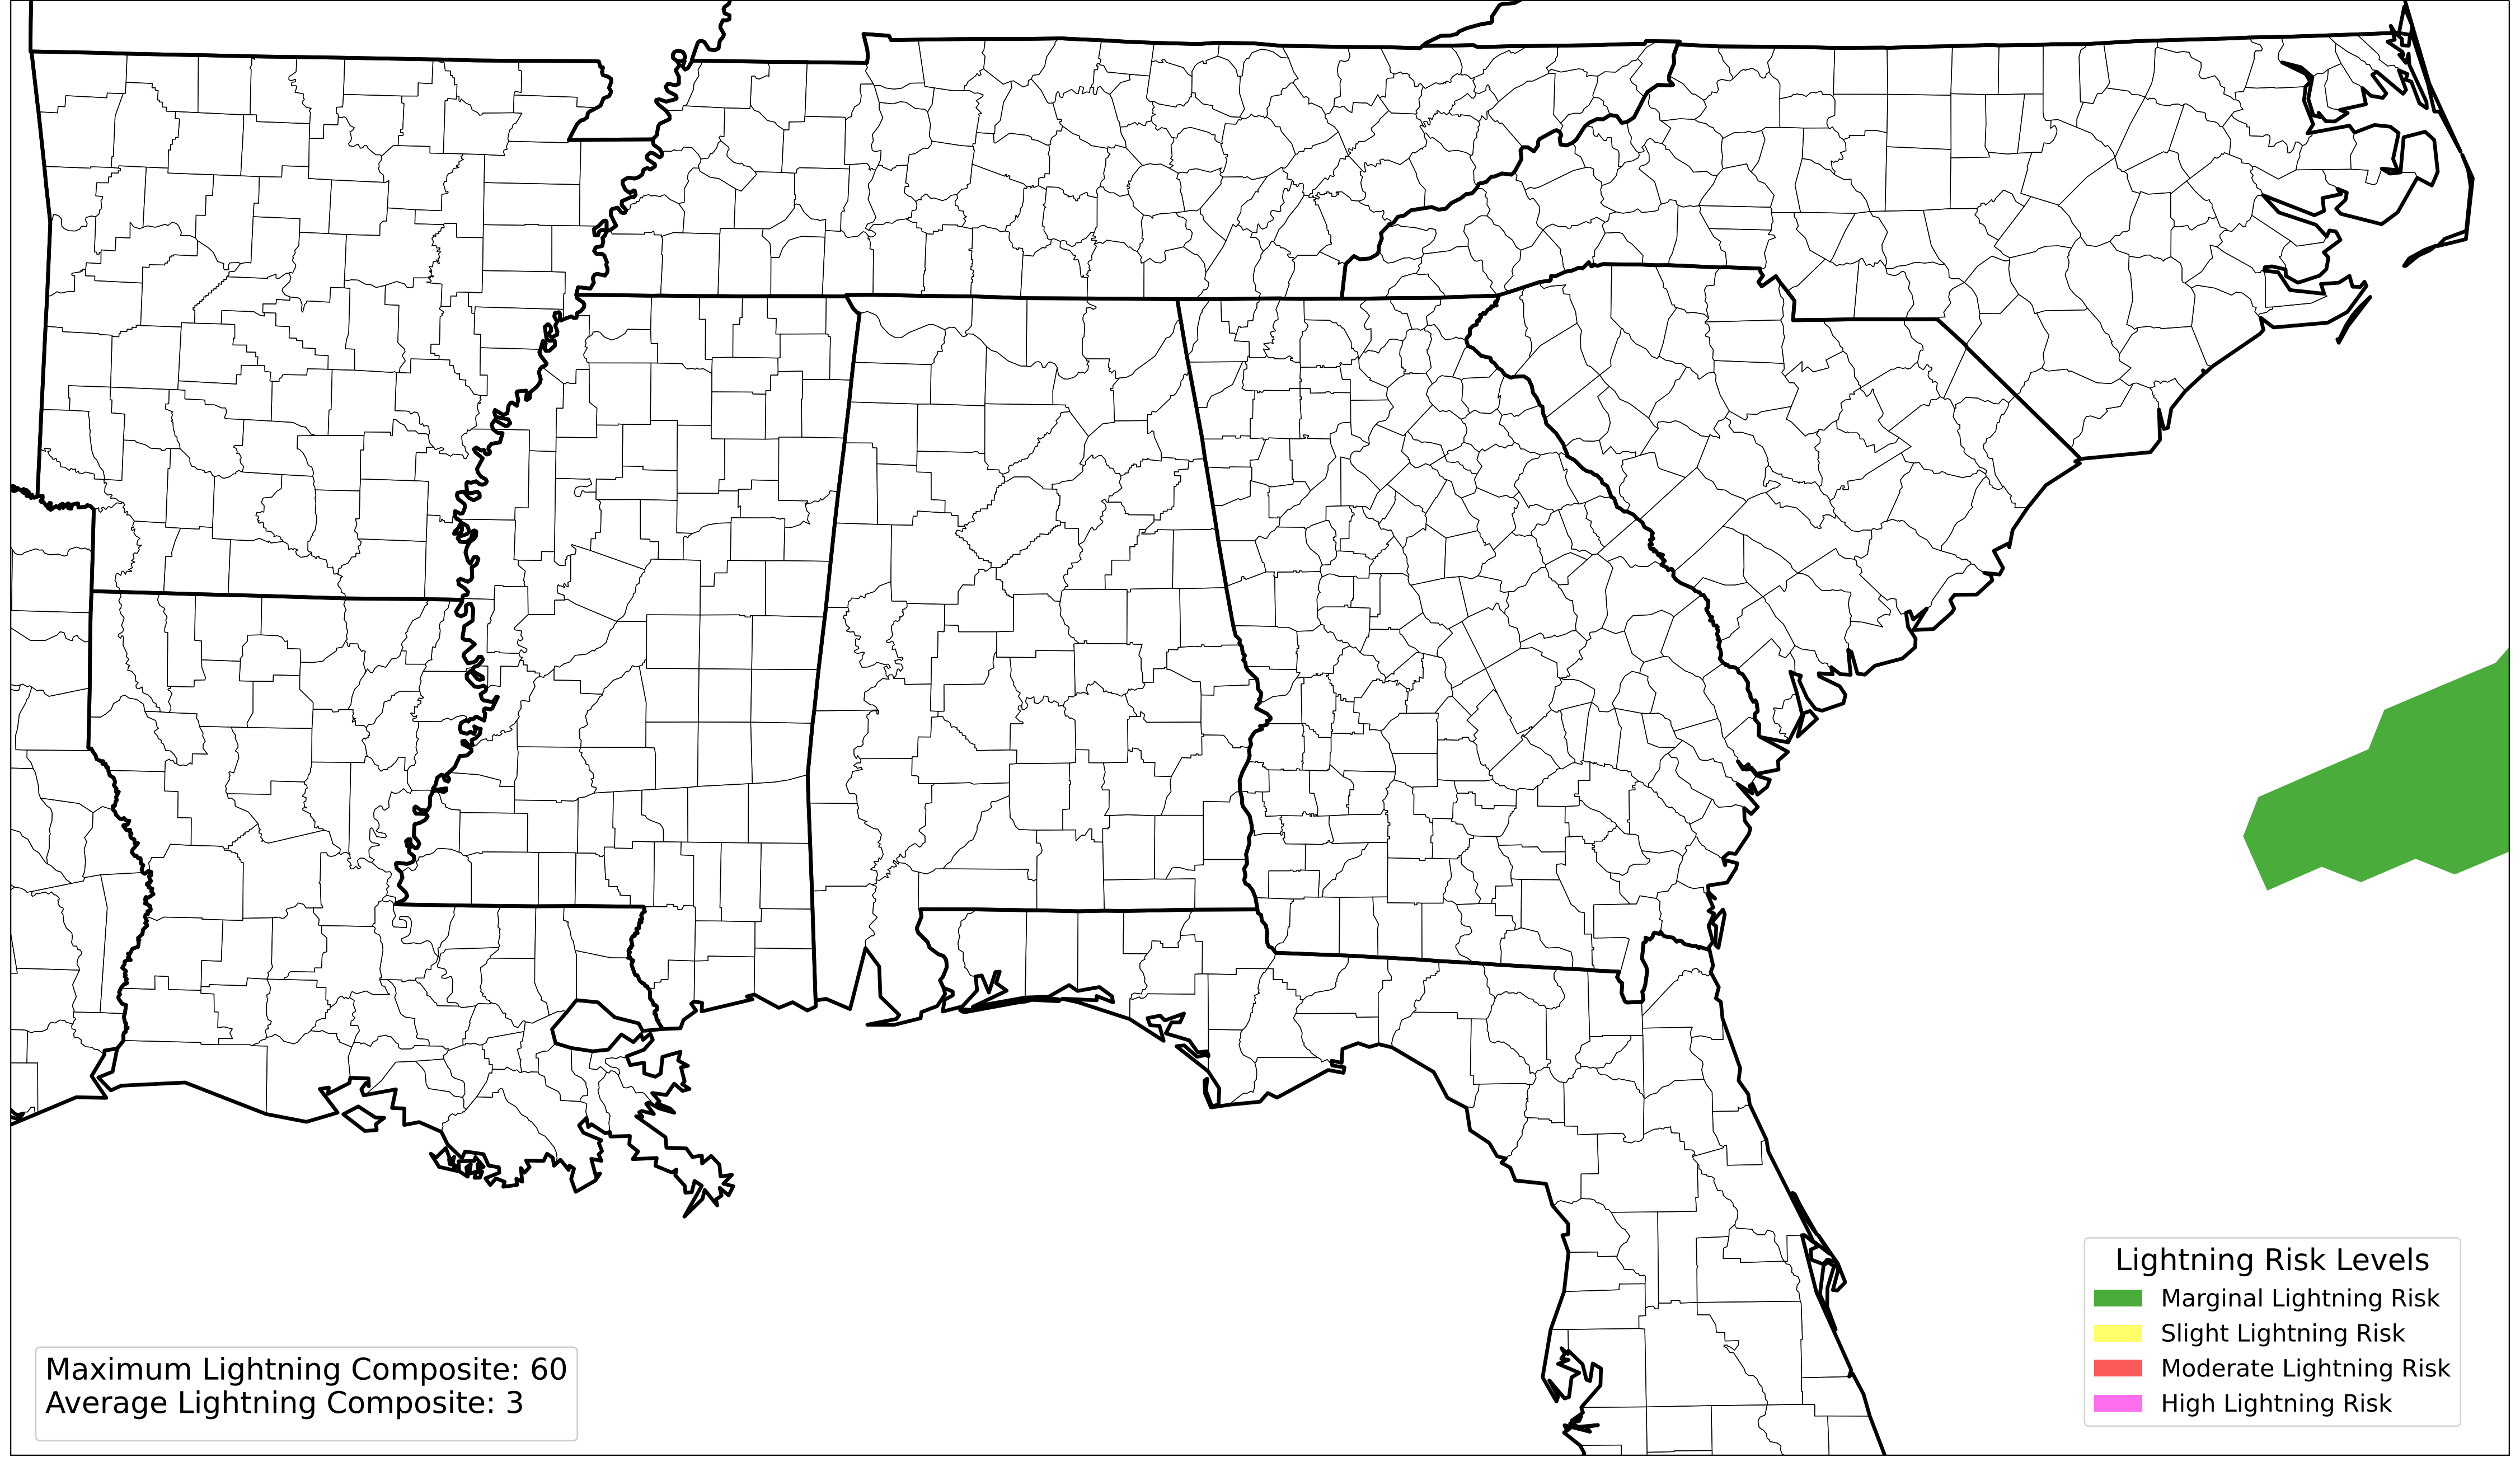 Maximum Lightning Composite: 60
Average Lightning Composite: 3
Lightning Risk Levels
Marginal Lightning Risk
Slight Lightning Risk
Moderate Lightning Risk
High Lightning Risk